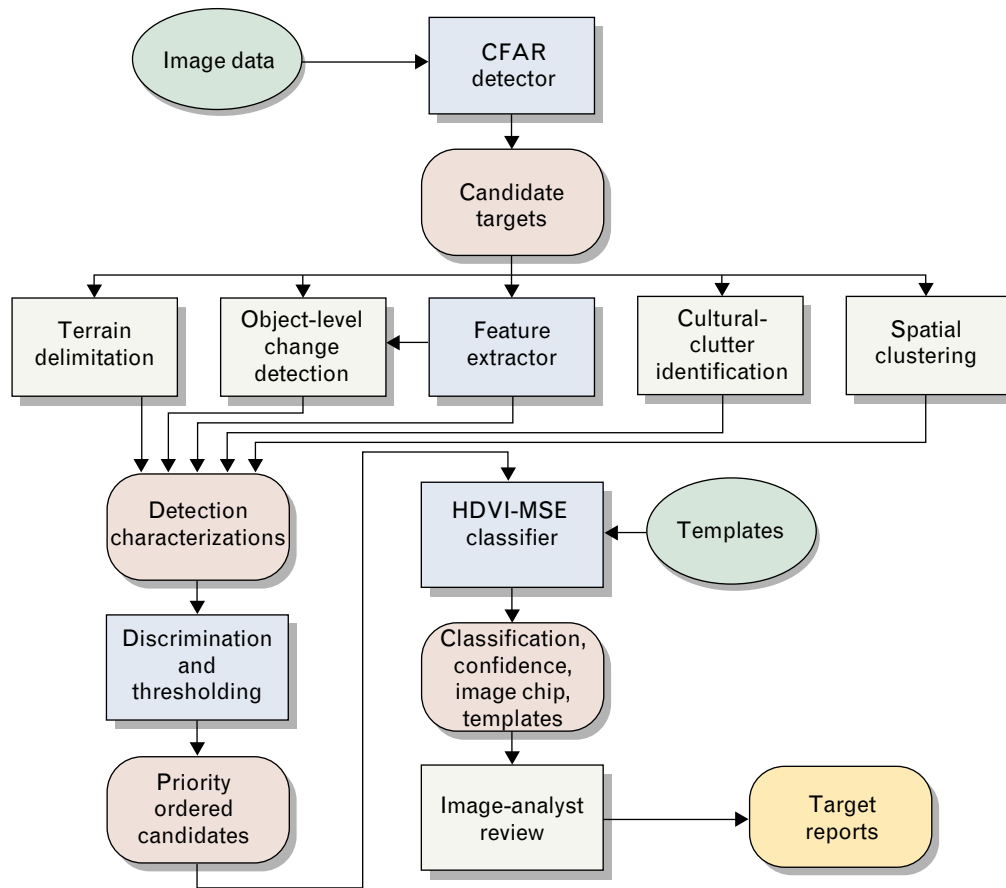 Image data
CFAR
detector
Candidate
targets
Terrain
delimitation
Object-level
change
detection
Feature
extractor
Cultural-
clutter
identification
Spatial
clustering
Detection
characterizations
HDVI-MSE
classifier
Templates
Discrimination
and
thresholding
Classification,
confidence,
image chip,
templates
Priority
ordered
candidates
Image-analyst
review
Target
reports